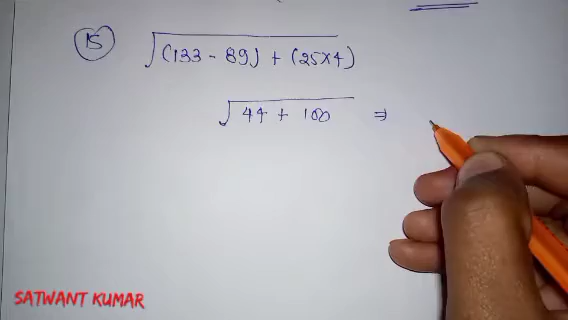 15 √(133 - 89) + (25×4)
√44 + 100 ⇒
SATWANT KUMAR